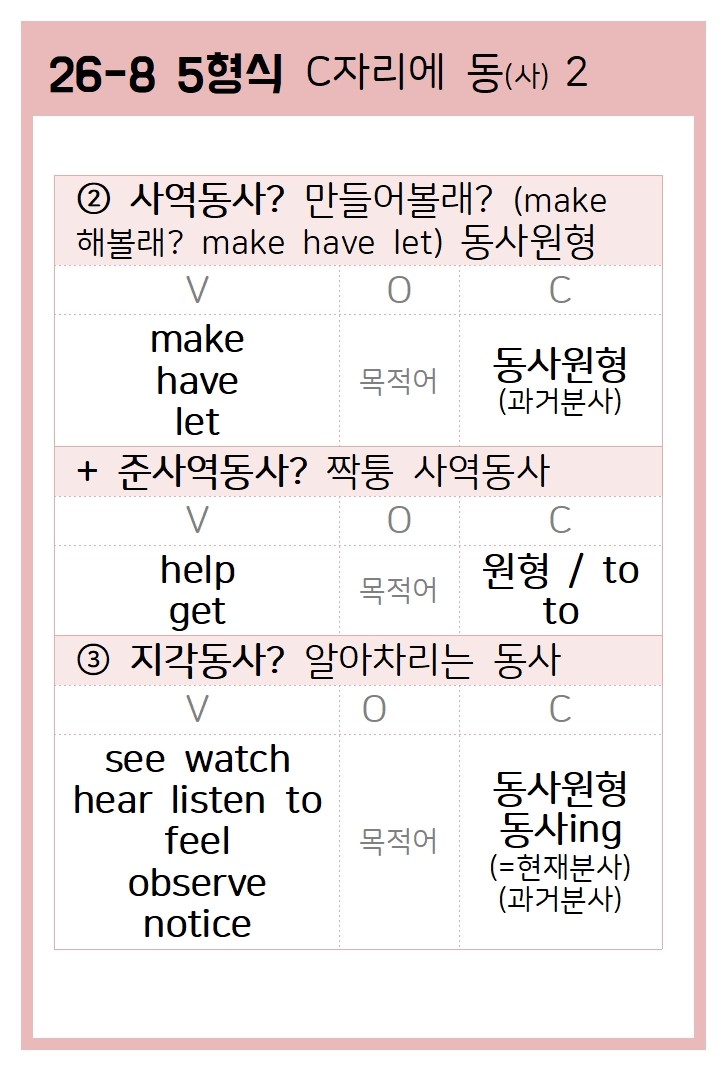 26-8 5형식 C자리에 동(사) 2
② 사역동사? 만들어볼래? (make
해볼래? make have let) 동사원형
V O C
make
have
let
목적어
동사원형
(과거분사)
+ 준사역동사? 짝퉁 사역동사
V O C
help
get
목적어
원형 / to
to
③ 지각동사? 알아차리는 동사
V O C
see watch
hear listen to
feel
observe
notice
목적어
동사원형
동사ing
(=현재분사)
(과거분사)